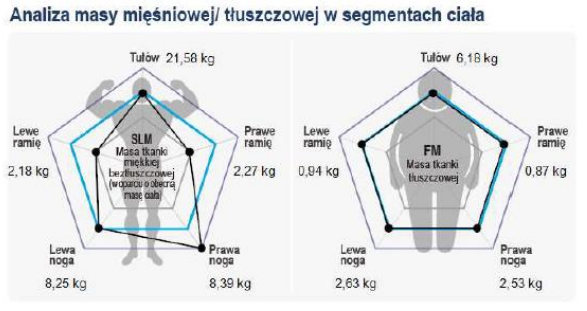 Analiza masy mięśniowej/ tłuszczowej w segmentach ciała
Tułów 21,58 kg
Lewe ramię
2,18 kg
Prawe ramię
2,27 kg
SLM
Masa tkanki
miękkiej
beztłuszczowej
(w oparciu o obecną
masę ciała)
Lewa noga
8,25 kg
Prawa noga
8,39 kg
Tułów 6,18 kg
Lewe ramię
0,94 kg
Prawe ramię
0,87 kg
FM
Masa tkanki
tłuszczowej
Lewa noga
2,63 kg
Prawa noga
2,53 kg